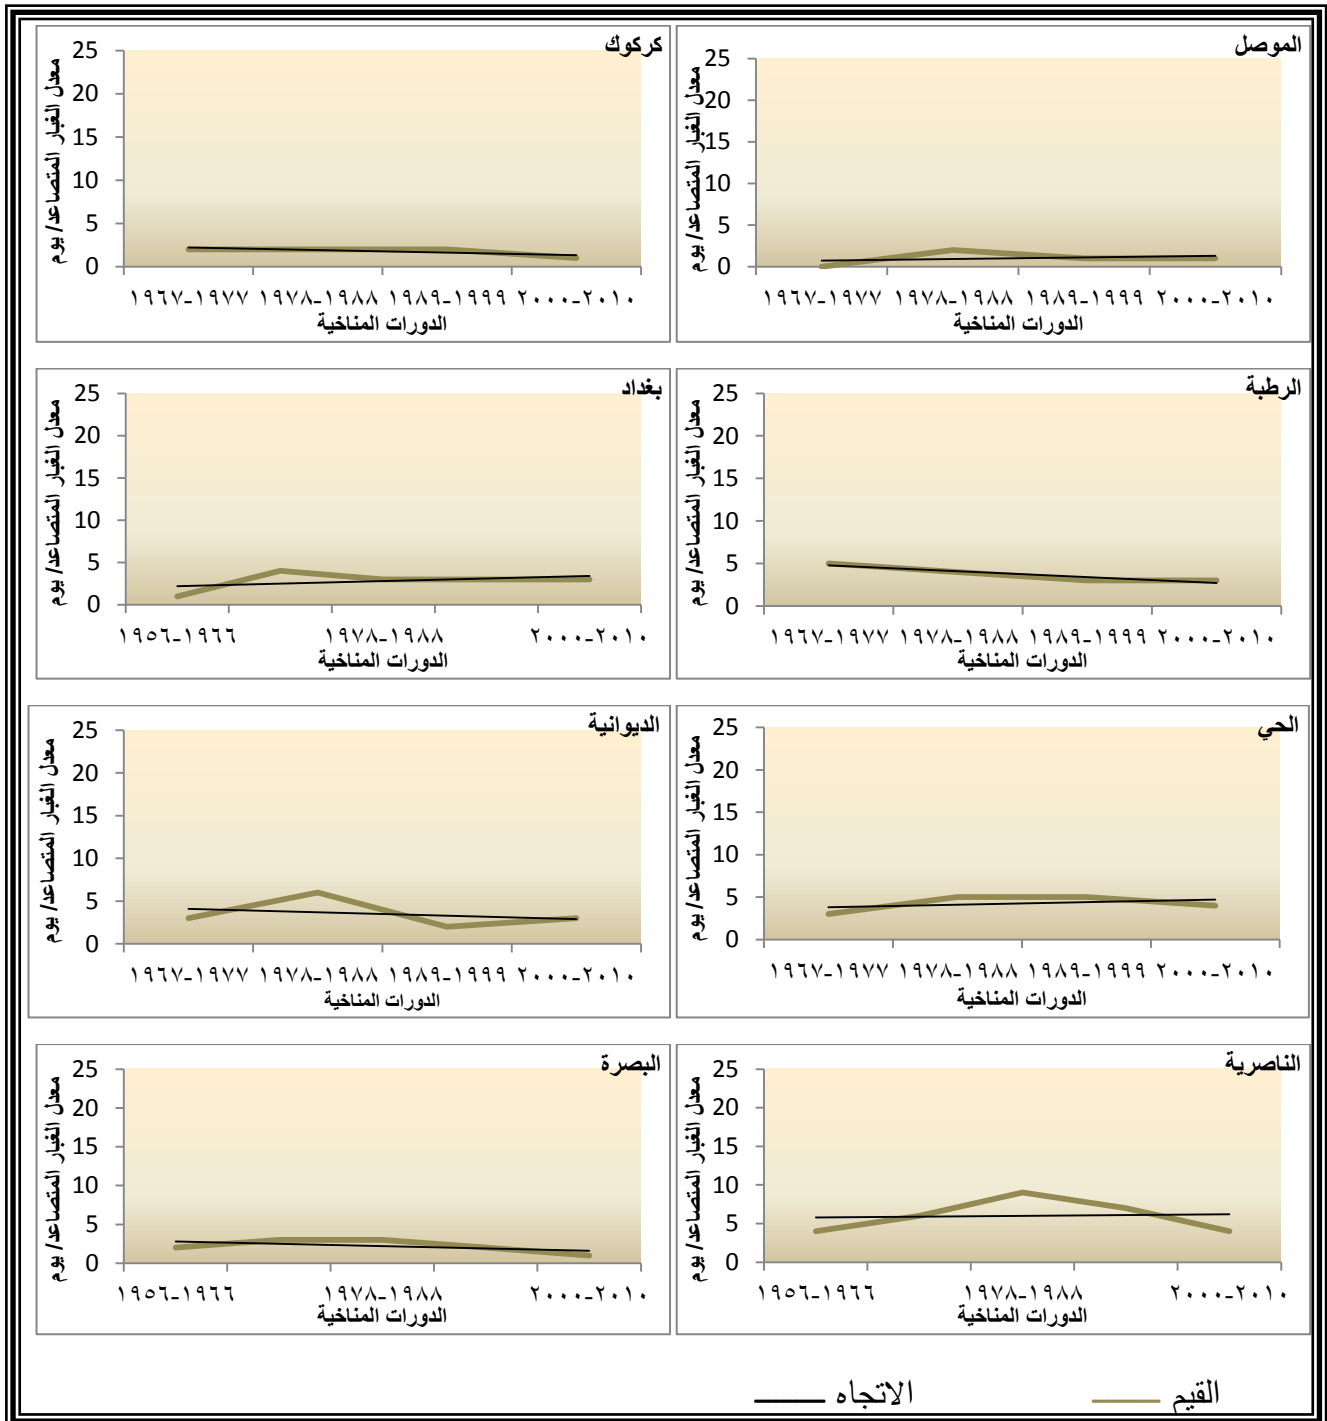 الموصل
معدل الغبار المتصاعد/ يوم
25
20
15
10
5
0
١٩٦٧-١٩٧٧ ١٩٧٨-١٩٨٨ ١٩٨٩-١٩٩٩ ٢٠٠٠-٢٠١٠
الدورات المناخية
كركوك
معدل الغبار المتصاعد/ يوم
25
20
15
10
5
0
١٩٦٧-١٩٧٧ ١٩٧٨-١٩٨٨ ١٩٨٩-١٩٩٩ ٢٠٠٠-٢٠١٠
الدورات المناخية
الرطبة
معدل الغبار المتصاعد/ يوم
25
20
15
10
5
0
١٩٦٧-١٩٧٧ ١٩٧٨-١٩٨٨ ١٩٨٩-١٩٩٩ ٢٠٠٠-٢٠١٠
الدورات المناخية
بغداد
معدل الغبار المتصاعد/ يوم
25
20
15
10
5
0
١٩٥٦-١٩٦٦ ١٩٧٨-١٩٨٨ ٢٠٠٠-٢٠١٠
الدورات المناخية
الحي
معدل الغبار المتصاعد/ يوم
25
20
15
10
5
0
١٩٦٧-١٩٧٧ ١٩٧٨-١٩٨٨ ١٩٨٩-١٩٩٩ ٢٠٠٠-٢٠١٠
الدورات المناخية
الديوانية
معدل الغبار المتصاعد/ يوم
25
20
15
10
5
0
١٩٦٧-١٩٧٧ ١٩٧٨-١٩٨٨ ١٩٨٩-١٩٩٩ ٢٠٠٠-٢٠١٠
الدورات المناخية
الناصرية
معدل الغبار المتصاعد/ يوم
25
20
15
10
5
0
١٩٥٦-١٩٦٦ ١٩٧٨-١٩٨٨ ٢٠٠٠-٢٠١٠
الدورات المناخية
البصرة
معدل الغبار المتصاعد/ يوم
25
20
15
10
5
0
١٩٥٦-١٩٦٦ ١٩٧٨-١٩٨٨ ٢٠٠٠-٢٠١٠
الدورات المناخية
القيم الاتجاه